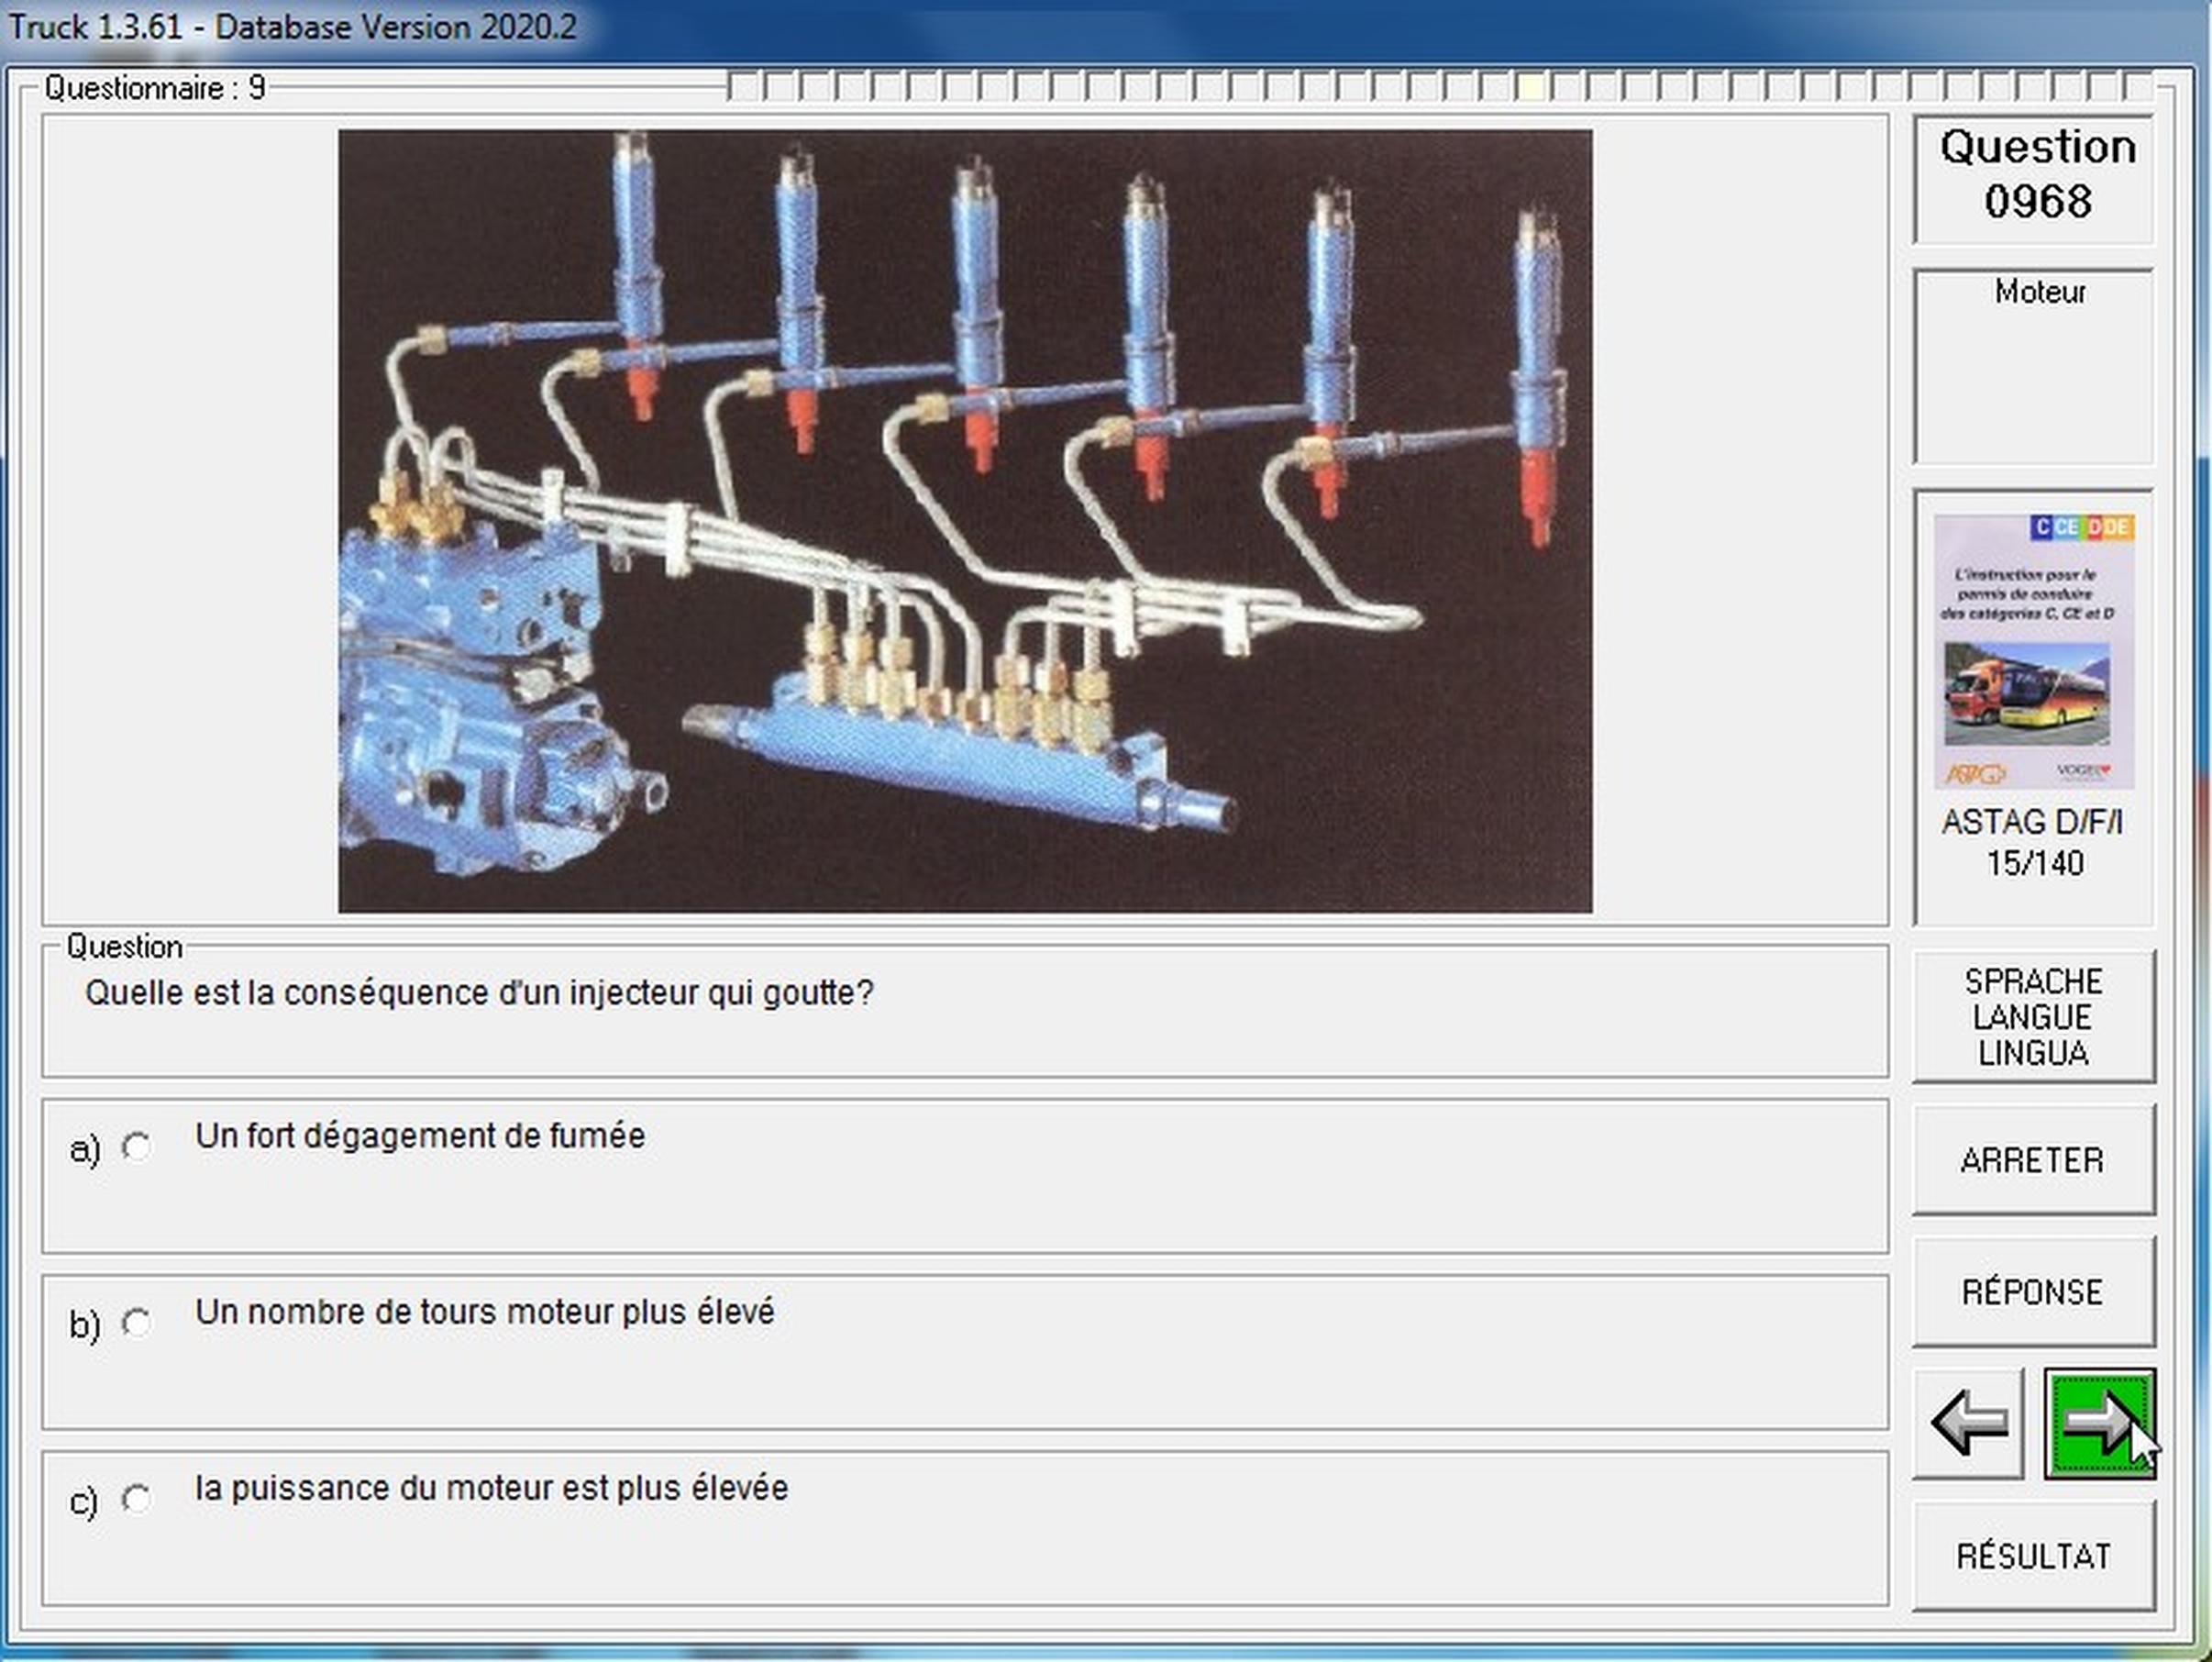 Truck 1.3.61 - Database Version 2020.2
Questionnaire : 9
Question
0968
Moteur
C CE D DE
L'instruction pour le
permis de conduire
des catégories C, CE et D
ASTAG
VOGEL
ASTAG D/F/I
15/140
Question
Quelle est la conséquence d'un injecteur qui goutte?
a) Un fort dégagement de fumée
b) Un nombre de tours moteur plus élevé
c) la puissance du moteur est plus élevée
SPRACHE
LANGUE
LINGUA
ARRETER
RÉPONSE
RÉSULTAT